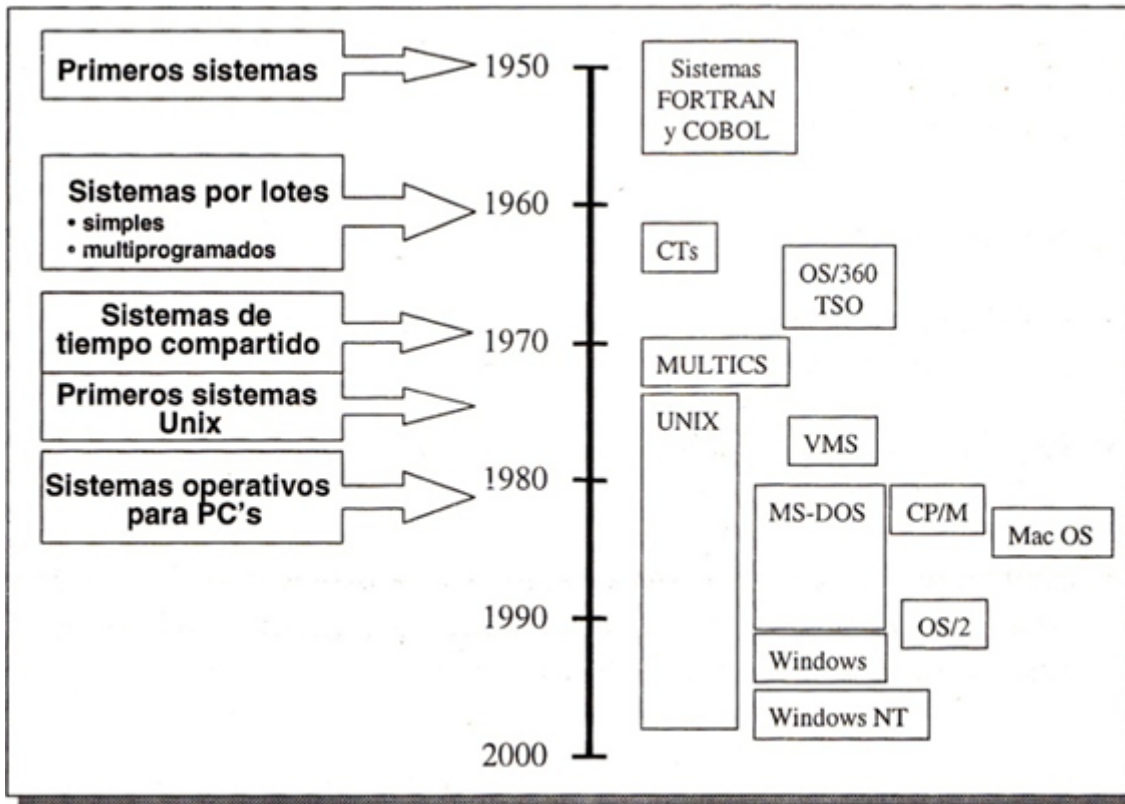 Primeros sistemas
Sistemas por lotes
• simples
• multiprogramados
Sistemas de
tiempo compartido
Primeros sistemas
Unix
Sistemas operativos
para PC's
1950
1960
1970
1980
1990
2000
Sistemas
FORTRAN
y COBOL
CTs
OS/360
TSO
MULTICS
UNIX
VMS
MS-DOS
CP/M
Mac OS
OS/2
Windows
Windows NT